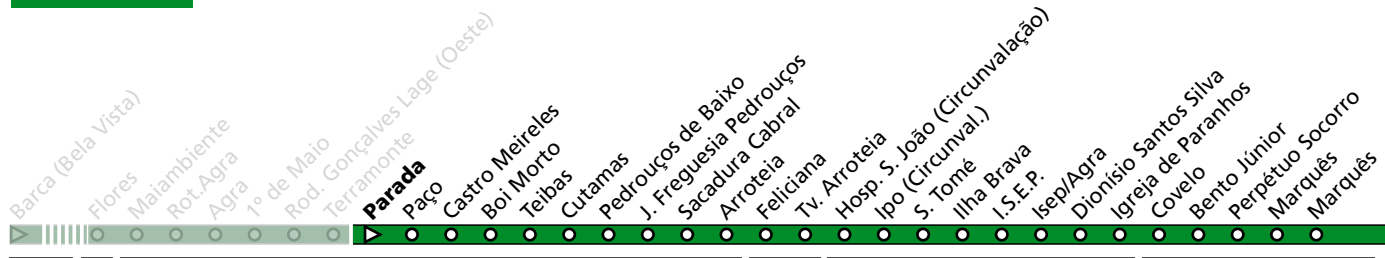 Barca (Bela Vista)
Flores
Maiambiente
Rot.Agra
Agra
1º de Maio
Rod. Gonçalves Lage (Oeste)
Terramonte
Parada
Paço
Castro Meireles
Boi Morto
Teibas
Cutamas
Pedrouços de Baixo
J. Freguesia Pedrouços
Sacadura Cabral
Arroteia
Feliciana
Tv. Arroteia
Hosp. S. João (Circunvalação)
Ipo (Circunval.)
S. Tomé
Ilha Brava
I.S.E.P.
Isep/Agra
Dionísio Santos Silva
Igreja de Paranhos
Covelo
Bento Júnior
Perpétuo Socorro
Marquês
Marquês